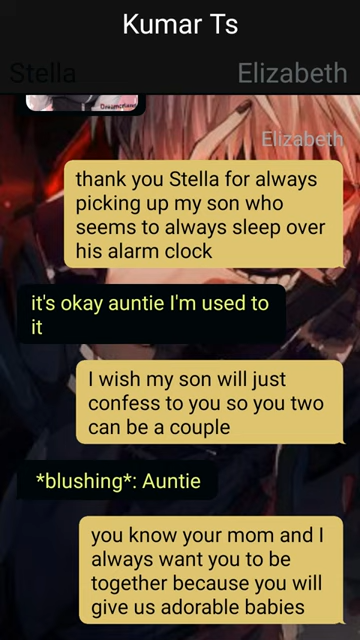 Kumar Ts
Stella
Elizabeth
Dreamchaser
Elizabeth
thank you Stella for always
picking up my son who
seems to always sleep over
his alarm clock
it's okay auntie I'm used to
it
I wish my son will just
confess to you so you two
can be a couple
*blushing*: Auntie
you know your mom and I
always want you to be
together because you will
give us adorable babies